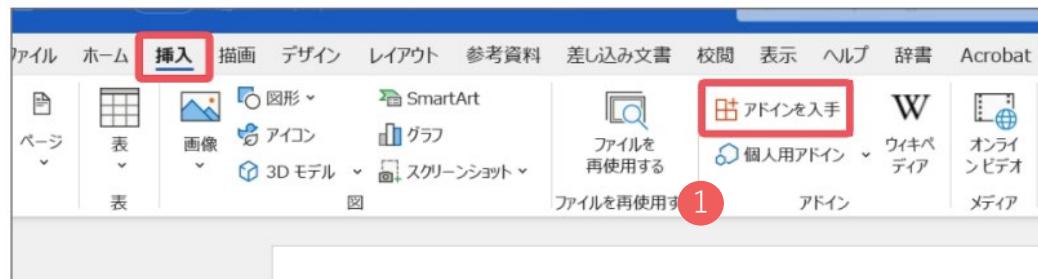 ファイル ホーム 挿入 描画 デザイン レイアウト 参考資料 差し込み文書 校閲 表示 ヘルプ 辞書 Acrobat
ページ
表
画像
図形
アイコン
3D モデル
SmartArt
グラフ
スクリーンショット
ファイルを
再使用する
アドインを入手
個人用アドイン
W
ウィキペ
ディア
オンライ
ン ビデオ
表 図 ファイルを再使用す 1 アドイン メディア